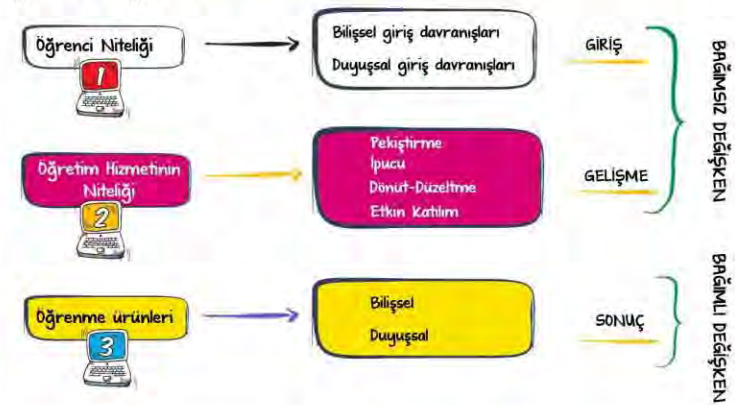 Öğrenci Niteliği
1
Bilişsel giriş davranışları
Duyuşsal giriş davranışları
GİRİŞ
Öğretim Hizmetinin
Niteliği
2
Pekiştirme
İpucu
Dönüt-Düzeltme
Etkin Katılım
GELİŞME
BAĞIMSIZ DEĞİŞKEN
Öğrenme ürünleri
3
Bilişsel
Duyuşsal
SONUÇ
BAĞIMLI DEĞİŞKEN